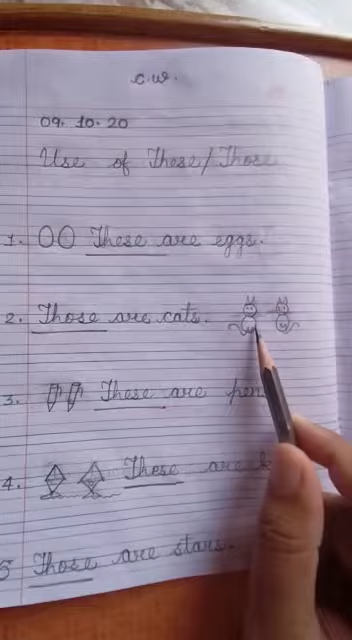 C.W.
09. 10. 20
Use of These/Those
1. These are eggs.
2. Those are cats.
3. These are pen
4. These are
5 Those are stars.